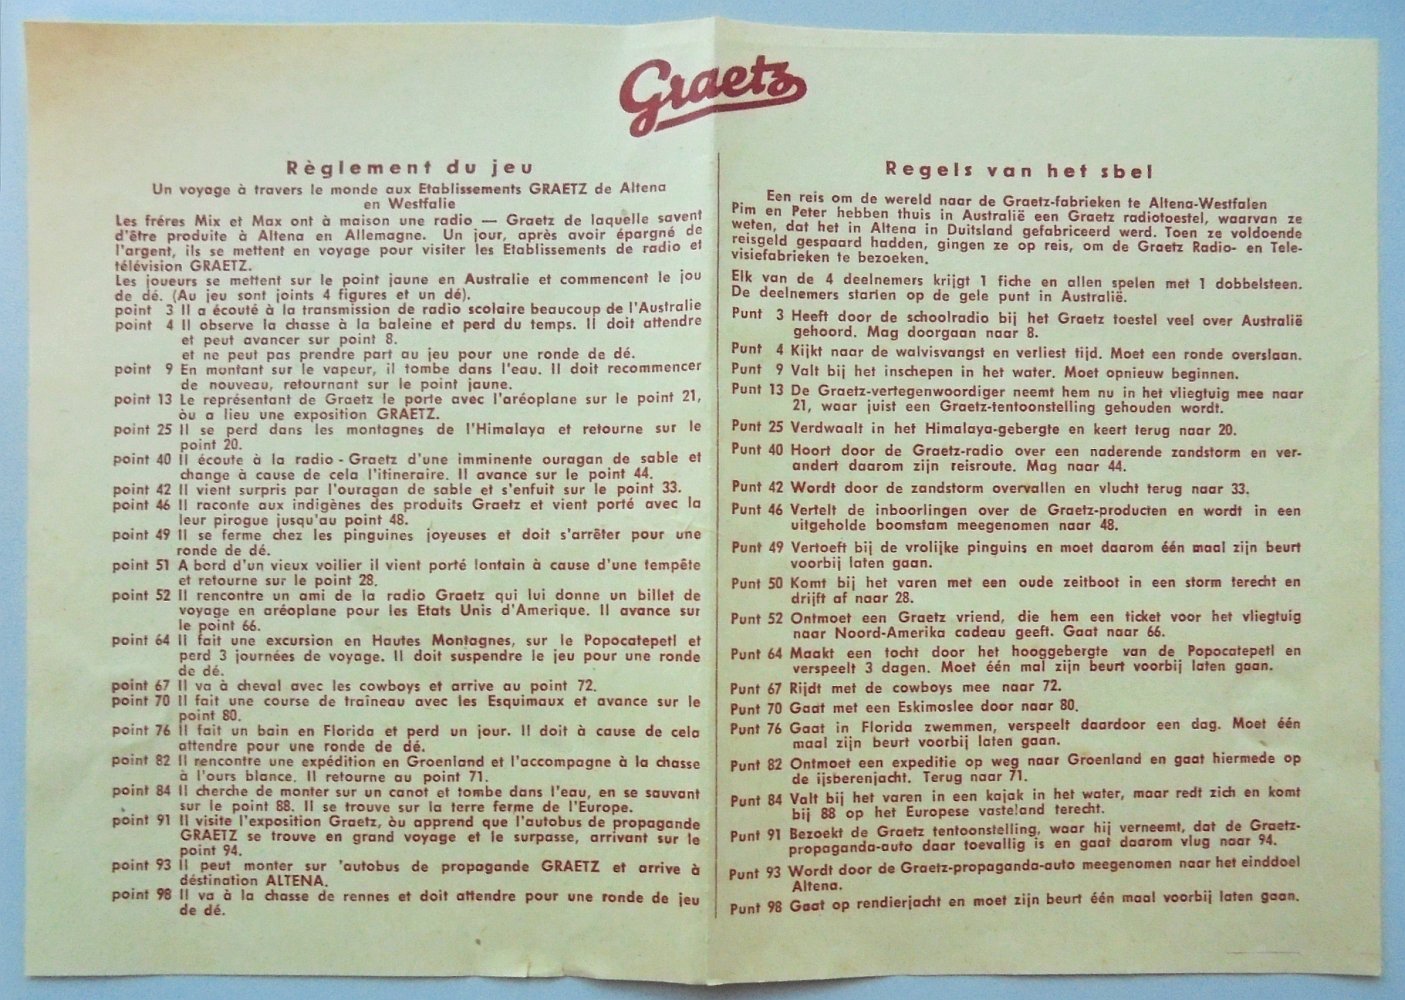 Graetz
Règlement du jeu
Un voyage à travers le monde aux Etablissements GRAETZ de Altena
en Westfalie
Les fréres Mix et Max ont à maison une radio — Graetz de laquelle savent
d'être produite à Altena en Allemagne. Un jour, après avoir épargné de
l'argent, ils se mettent en voyage pour visiter les Etablissements de radio et
télévision GRAETZ.
Les joueurs se mettent sur le point jaune en Australie et commencent le jou
de dé. (Au jeu sont joints 4 figures et un dé).
point 3 Il a écouté à la transmission de radio scolaire beaucoup de l'Australie
point 4 Il observe la chasse à la baleine et perd du temps. Il doit attendre
et peut avancer sur point 8.
et ne peut pas prendre part au jeu pour une ronde de dé.
point 9 En montant sur le vapeur, il tombe dans l'eau. Il doit recommencer
de nouveau, retournant sur le point jaune.
point 13 Le représentant de Graetz le porte avec l'aréoplane sur le point 21,
òu a lieu une exposition GRAETZ.
point 25 Il se perd dans les montagnes de l'Himalaya et retourne sur le
point 20.
point 40 Il écoute à la radio - Graetz d'une imminente ouragan de sable et
change à cause de cela l'itineraire. Il avance sur le point 44.
point 42 Il vient surpris par l'ouragan de sable et s'enfuit sur le point 33.
point 46 Il raconte aux indigènes des produits Graetz et vient porté avec la
leur pirogue jusqu'au point 48.
point 49 Il se ferme chez les pinguines joyeuses et doit s'arrêter pour une
ronde de dé.
point 51 A bord d'un vieux voilier il vient porté lontain à cause d'une tempête
et retourne sur le point 28.
point 52 Il rencontre un ami de la radio Graetz qui lui donne un billet de
voyage en aréoplane pour les Etats Unis d'Amerique. Il avance sur
le point 66.
point 64 Il fait une excursion en Hautes Montagnes, sur le Popocatepetl et
perd 3 journées de voyage. Il doit suspendre le jeu pour une ronde
de dé.
point 67 Il va à cheval avec les cowboys et arrive au point 72.
point 70 Il fait une course de traîneau avec les Esquimaux et avance sur le
point 80.
point 76 Il fait un bain en Florida et perd un jour. Il doit à cause de cela
attendre pour une ronde de dé.
point 82 Il rencontre une expédition en Groenland et l'accompagne à la chasse
à l'ours blance. Il retourne au point 71.
point 84 Il cherche de monter sur un canot et tombe dans l'eau, en se sauvant
sur le point 88. Il se trouve sur la terre ferme de l'Europe.
point 91 Il visite l'exposition Graetz, òu apprend que l'autobus de propagande
GRAETZ se trouve en grand voyage et le surpasse, arrivant sur le
point 94.
point 93 Il peut monter sur 'autobus de propagande GRAETZ et arrive à
déstination ALTENA.
point 98 Il va à la chasse de rennes et doit attendre pour une ronde de jeu
de dé.
Regels van het sbel
Een reis om de wereld naar de Graetz-fabrieken te Altena-Westfalen
Pim en Peter hebben thuis in Australië een Graetz radiotoestel, waarvan ze
weten, dat het in Altena in Duitsland gefabriceerd werd. Toen ze voldoende
reisgeld gespaard hadden, gingen ze op reis, om de Graetz Radio- en Tele-
visiefabrieken te bezoeken.
Elk van de 4 deelnemers krijgt 1 fiche en allen spelen met 1 dobbelsteen.
De deelnemers starten op de gele punt in Australië.
Punt 3 Heeft door de schoolradio bij het Graetz toestel veel over Australië
gehoord. Mag doorgaan naar 8.
Punt 4 Kijkt naar de walvisvangst en verliest tijd. Moet een ronde overslaan.
Punt 9 Valt bij het inschepen in het water. Moet opnieuw beginnen.
Punt 13 De Graetz-vertegenwoordiger neemt hem nu in het vliegtuig mee naar
21, waar juist een Graetz-tentoonstelling gehouden wordt.
Punt 25 Verdwaalt in het Himalaya-gebergte en keert terug naar 20.
Punt 40 Hoort door de Graetz-radio over een naderende zandstorm en ver-
andert daarom zijn reisroute. Mag naar 44.
Punt 42 Wordt door de zandstorm overvallen en vlucht terug naar 33.
Punt 46 Vertelt de inboorlingen over de Graetz-producten en wordt in een
uitgeholde boomstam meegenomen naar 48.
Punt 49 Vertoeft bij de vrolijke pinguins en moet daarom één maal zijn beurt
voorbij laten gaan.
Punt 50 Komt bij het varen met een oude zeitboot in een storm terecht en
drijft af naar 28.
Punt 52 Ontmoet een Graetz vriend, die hem een ticket voor het vliegtuig
naar Noord-Amerika cadeau geeft. Gaat naar 66.
Punt 64 Maakt een tocht door het hooggebergte van de Popocatepetl en
verspeelt 3 dagen. Moet één mal zijn beurt voorbij laten gaan.
Punt 67 Rijdt met de cowboys mee naar 72.
Punt 70 Gaat met een Eskimoslee door naar 80.
Punt 76 Gaat in Florida zwemmen, verspeelt daardoor een dag. Moet één
maal zijn beurt voorbij laten gaan.
Punt 82 Ontmoet een expeditie op weg naar Groenland en gaat hiermede op
de ijsberenjacht. Terug naar 71.
Punt 84 Valt bij het varen in een kajak in het water, maar redt zich en komt
bij 88 op het Europese vasteland terecht.
Punt 91 Bezoekt de Graetz tentoonstelling, waar hij verneemt, dat de Graetz-
propaganda-auto daar toevallig is en gaat daarom vlug naar 94.
Punt 93 Wordt door de Graetz-propaganda-auto meegenomen naar het einddoel
Altena.
Punt 98 Gaat op rendierjacht en moet zijn beurt één maal voorbij laten gaan.